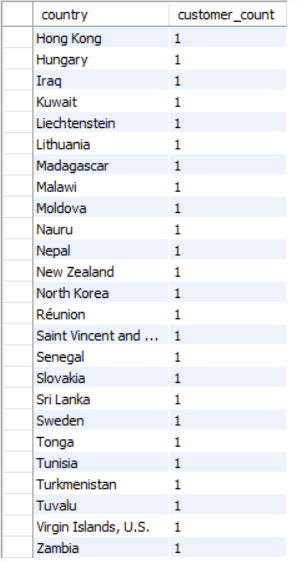 country customer_count
Hong Kong 1
Hungary 1
Iraq 1
Kuwait 1
Liechtenstein 1
Lithuania 1
Madagascar 1
Malawi 1
Moldova 1
Nauru 1
Nepal 1
New Zealand 1
North Korea 1
Réunion 1
Saint Vincent and ... 1
Senegal 1
Slovakia 1
Sri Lanka 1
Sweden 1
Tonga 1
Tunisia 1
Turkmenistan 1
Tuvalu 1
Virgin Islands, U.S. 1
Zambia 1